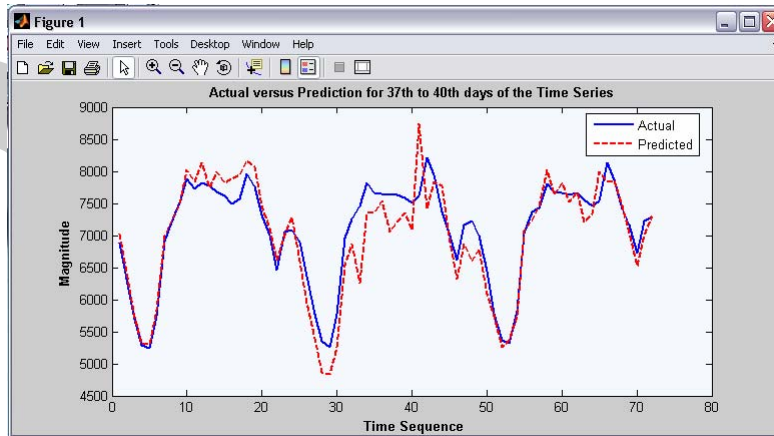 Figure 1
File Edit View Insert Tools Desktop Window Help
Actual versus Prediction for 37th to 40th days of the Time Series
Actual
Predicted
Magnitude
9000
8500
8000
7500
7000
6500
6000
5500
5000
4500
0 10 20 30 40 50 60 70 80
Time Sequence